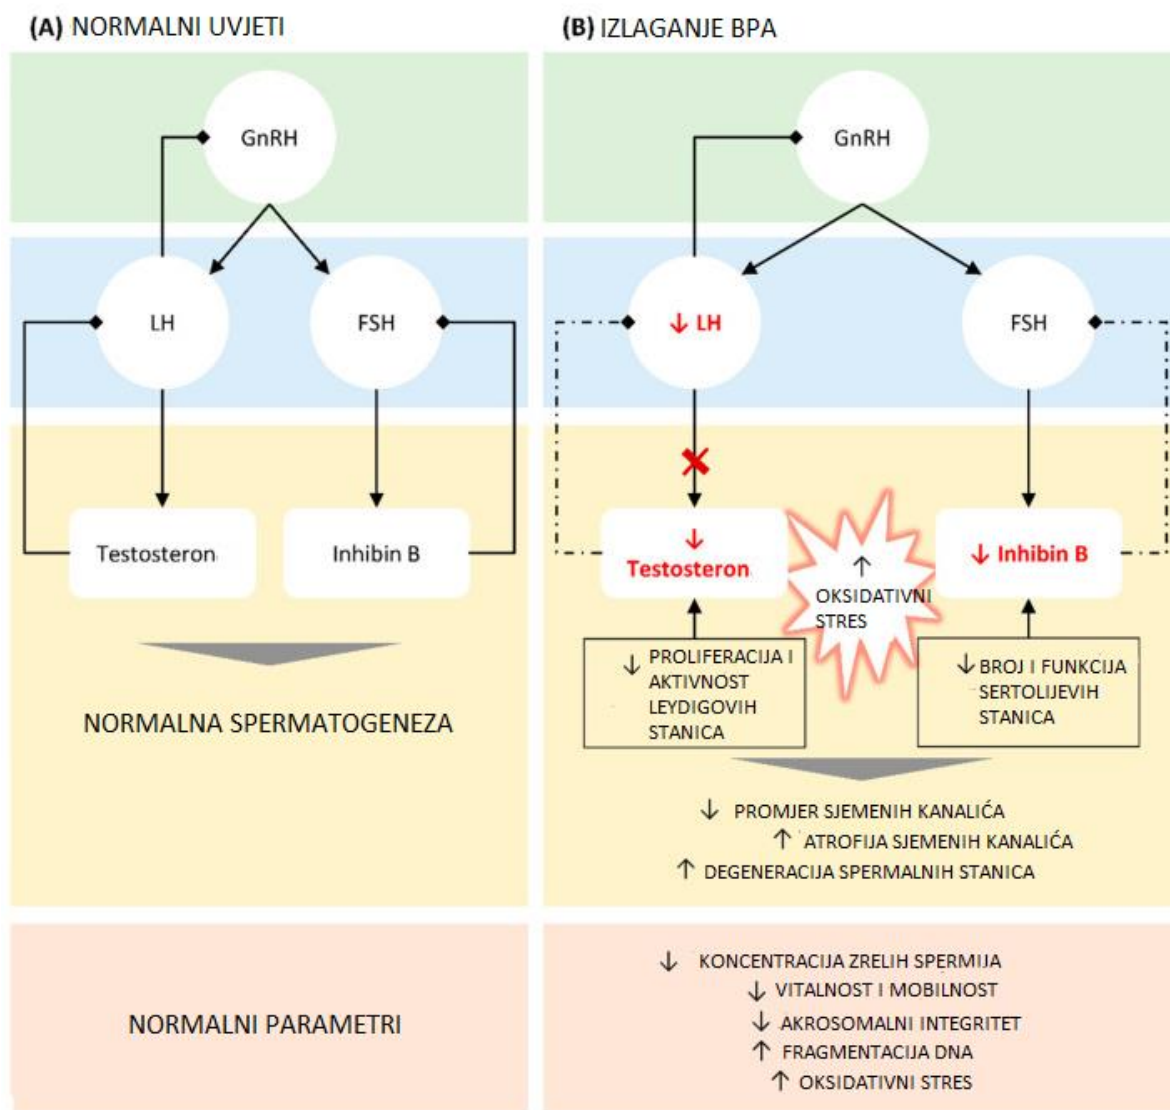 (A) NORMALNI UVJETI
GnRH
LH
FSH
Testosteron
Inhibin B
NORMALNA SPERMATOGENEZA
NORMALNI PARAMETRI
(B) IZLAGANJE BPA
GnRH
↓ LH
FSH
↓
Testosteron
↑
OKSIDATIVNI
STRES
↓ Inhibin B
↓ PROLIFERACIJA I
AKTIVNOST
LEYDIGOVIH
STANICA
↓ BROJ I FUNKCIJA
SERTOLIJEVIH
STANICA
↓ PROMJER SJEMENIH KANALIĆA
↑ ATROFIJA SJEMENIH KANALIĆA
↑ DEGENERACIJA SPERMALNIH STANICA
↓ KONCENTRACIJA ZRELIH SPERMIJA
↓ VITALNOST I MOBILNOST
↓ AKROSOMALNI INTEGRITET
↑ FRAGMENTACIJA DNA
↑ OKSIDATIVNI STRES